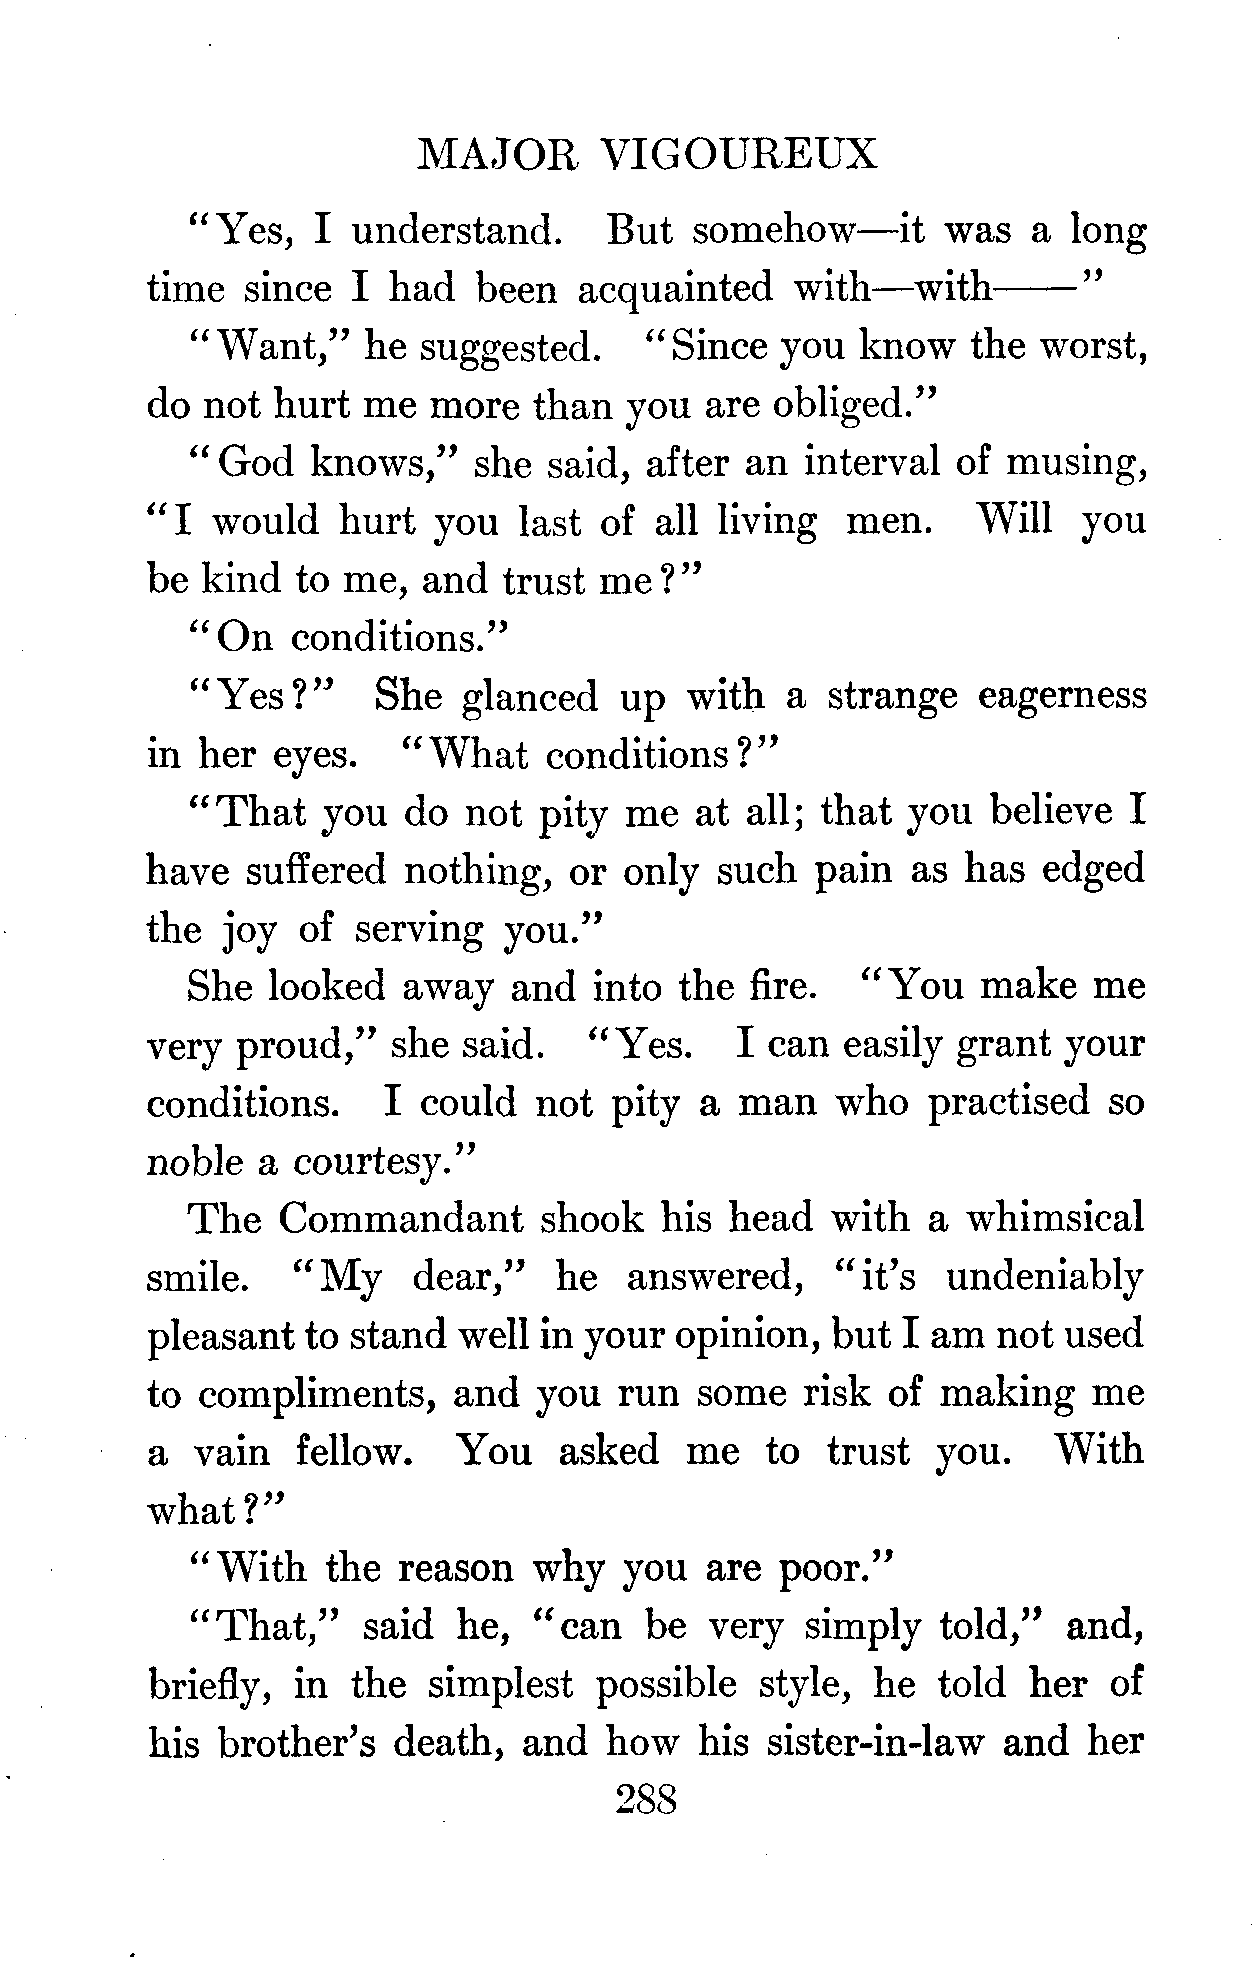 MAJOR VIGOUREUX
"Yes, I understand. But somehow—it was a long
time since I had been acquainted with—with——"
"Want," he suggested. "Since you know the worst,
do not hurt me more than you are obliged."
"God knows," she said, after an interval of musing,
"I would hurt you last of all living men. Will you
be kind to me, and trust me?"
"On conditions."
"Yes?" She glanced up with a strange eagerness
in her eyes. "What conditions?"
"That you do not pity me at all; that you believe I
have suffered nothing, or only such pain as has edged
the joy of serving you."
She looked away and into the fire. "You make me
very proud," she said. "Yes. I can easily grant your
conditions. I could not pity a man who practised so
noble a courtesy."
The Commandant shook his head with a whimsical
smile. "My dear," he answered, "it's undeniably
pleasant to stand well in your opinion, but I am not used
to compliments, and you run some risk of making me
a vain fellow. You asked me to trust you. With
what?"
"With the reason why you are poor."
"That," said he, "can be very simply told," and,
briefly, in the simplest possible style, he told her of
his brother's death, and how his sister-in-law and her
288